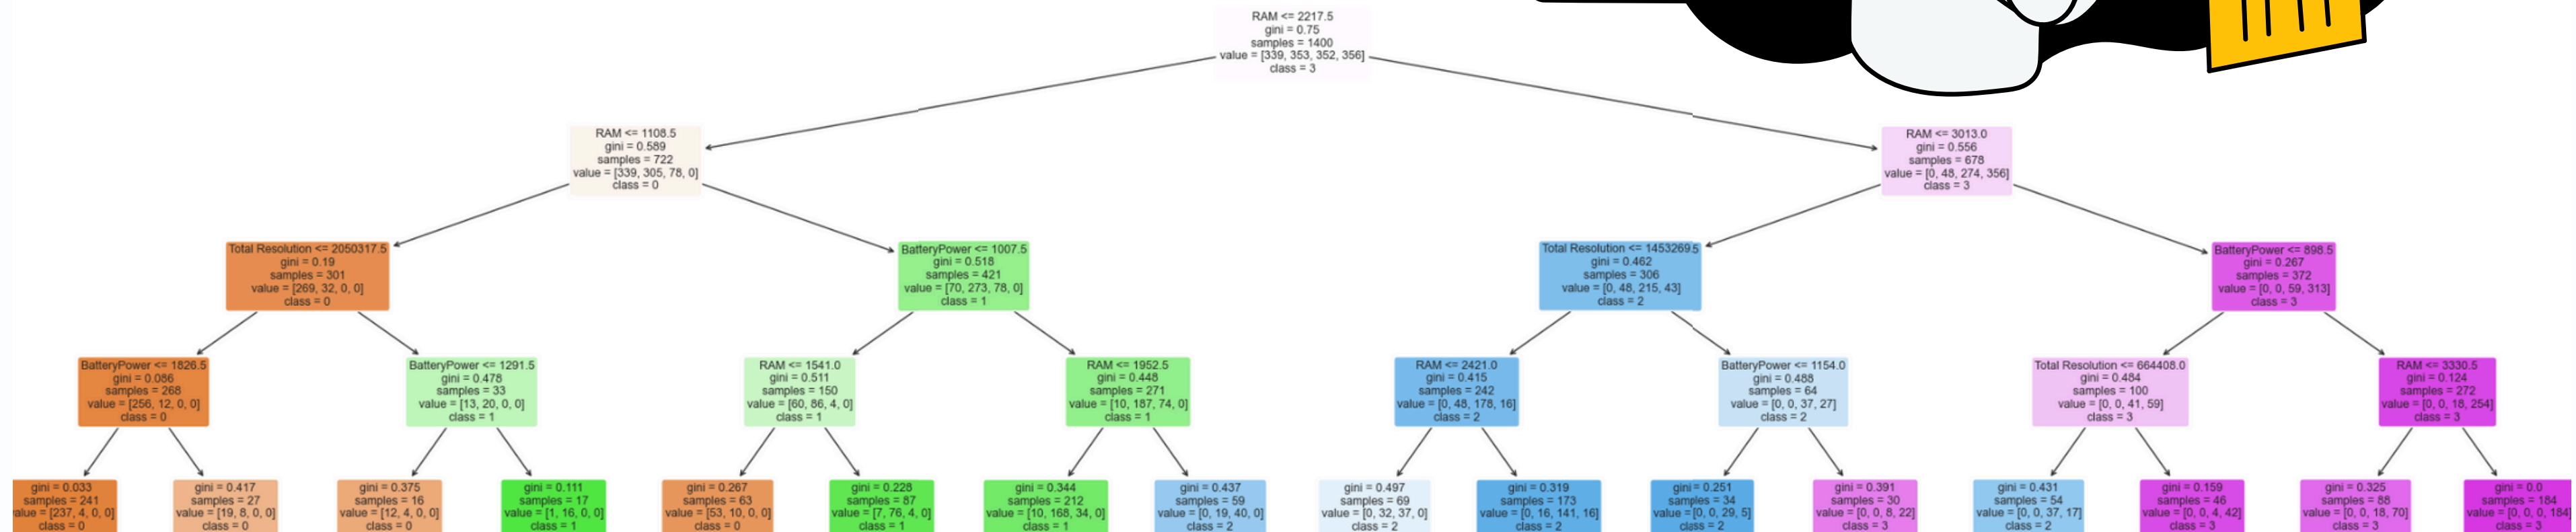 RAM <= 2217.5
gini = 0.75
samples = 1400
value = [339, 353, 352, 356]
class = 3
RAM <= 1108.5
gini = 0.589
samples = 722
value = [339, 305, 78, 0]
class = 0
RAM <= 3013.0
gini = 0.556
samples = 678
value = [0, 48, 274, 356]
class = 3
Total Resolution <= 2050317.5
gini = 0.19
samples = 301
value = [269, 32, 0, 0]
class = 0
BatteryPower <= 1007.5
gini = 0.518
samples = 421
value = [70, 273, 78, 0]
class = 1
Total Resolution <= 1453269.5
gini = 0.462
samples = 306
value = [0, 48, 215, 43]
class = 2
BatteryPower <= 898.5
gini = 0.267
samples = 372
value = [0, 0, 59, 313]
class = 3
BatteryPower <= 1826.5
gini = 0.086
samples = 268
value = [256, 12, 0, 0]
class = 0
BatteryPower <= 1291.5
gini = 0.478
samples = 33
value = [13, 20, 0, 0]
class = 1
RAM <= 1541.0
gini = 0.511
samples = 150
value = [60, 86, 4, 0]
class = 1
RAM <= 1952.5
gini = 0.448
samples = 271
value = [10, 187, 74, 0]
class = 1
RAM <= 2421.0
gini = 0.415
samples = 242
value = [0, 48, 178, 16]
class = 2
BatteryPower <= 1154.0
gini = 0.488
samples = 64
value = [0, 0, 37, 27]
class = 2
Total Resolution <= 664408.0
gini = 0.484
samples = 100
value = [0, 0, 41, 59]
class = 3
RAM <= 3330.5
gini = 0.124
samples = 272
value = [0, 0, 18, 254]
class = 3
gini = 0.033
samples = 241
value = [237, 4, 0, 0]
class = 0
gini = 0.417
samples = 27
value = [19, 8, 0, 0]
class = 0
gini = 0.375
samples = 16
value = [12, 4, 0, 0]
class = 0
gini = 0.111
samples = 17
value = [1, 16, 0, 0]
class = 1
gini = 0.267
samples = 63
value = [53, 10, 0, 0]
class = 0
gini = 0.228
samples = 87
value = [7, 76, 4, 0]
class = 1
gini = 0.344
samples = 212
value = [10, 168, 34, 0]
class = 1
gini = 0.437
samples = 59
value = [0, 19, 40, 0]
class = 2
gini = 0.497
samples = 69
value = [0, 32, 37, 0]
class = 2
gini = 0.319
samples = 173
value = [0, 16, 141, 16]
class = 2
gini = 0.251
samples = 34
value = [0, 0, 29, 5]
class = 2
gini = 0.391
samples = 30
value = [0, 0, 8, 22]
class = 3
gini = 0.431
samples = 54
value = [0, 0, 37, 17]
class = 2
gini = 0.159
samples = 46
value = [0, 0, 4, 42]
class = 3
gini = 0.325
samples = 88
value = [0, 0, 18, 70]
class = 3
gini = 0.0
samples = 184
value = [0, 0, 0, 184
class = 3